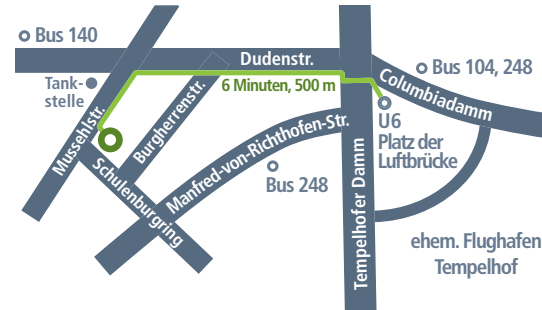 Bus 140
Dudenstr.
Bus 104, 248
Tank-
stelle
6 Minuten, 500 m
Columbiadamm
Mussehlstr.
Burgherrenstr.
U6
Platz der
Luftbrücke
Manfred-von-Richthofen-Str.
Schulenburgring
Bus 248
Tempelhofer Damm
ehem. Flughafen
Tempelhof